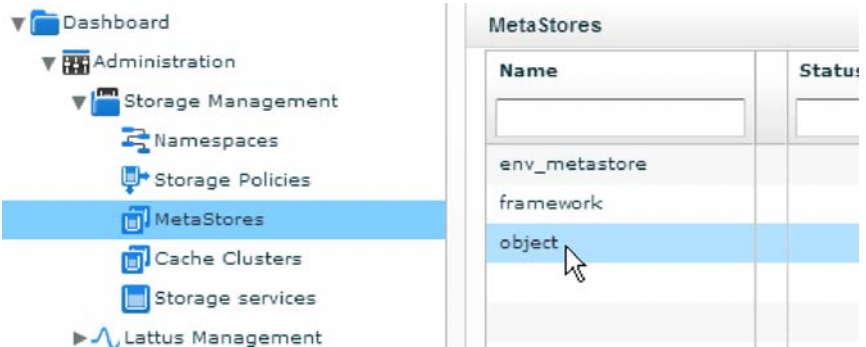 Dashboard
Administration
Storage Management
Namespaces
Storage Policies
MetaStores
Cache Clusters
Storage services
Lattus Management
MetaStores
Name
Status
env_metastore
framework
object